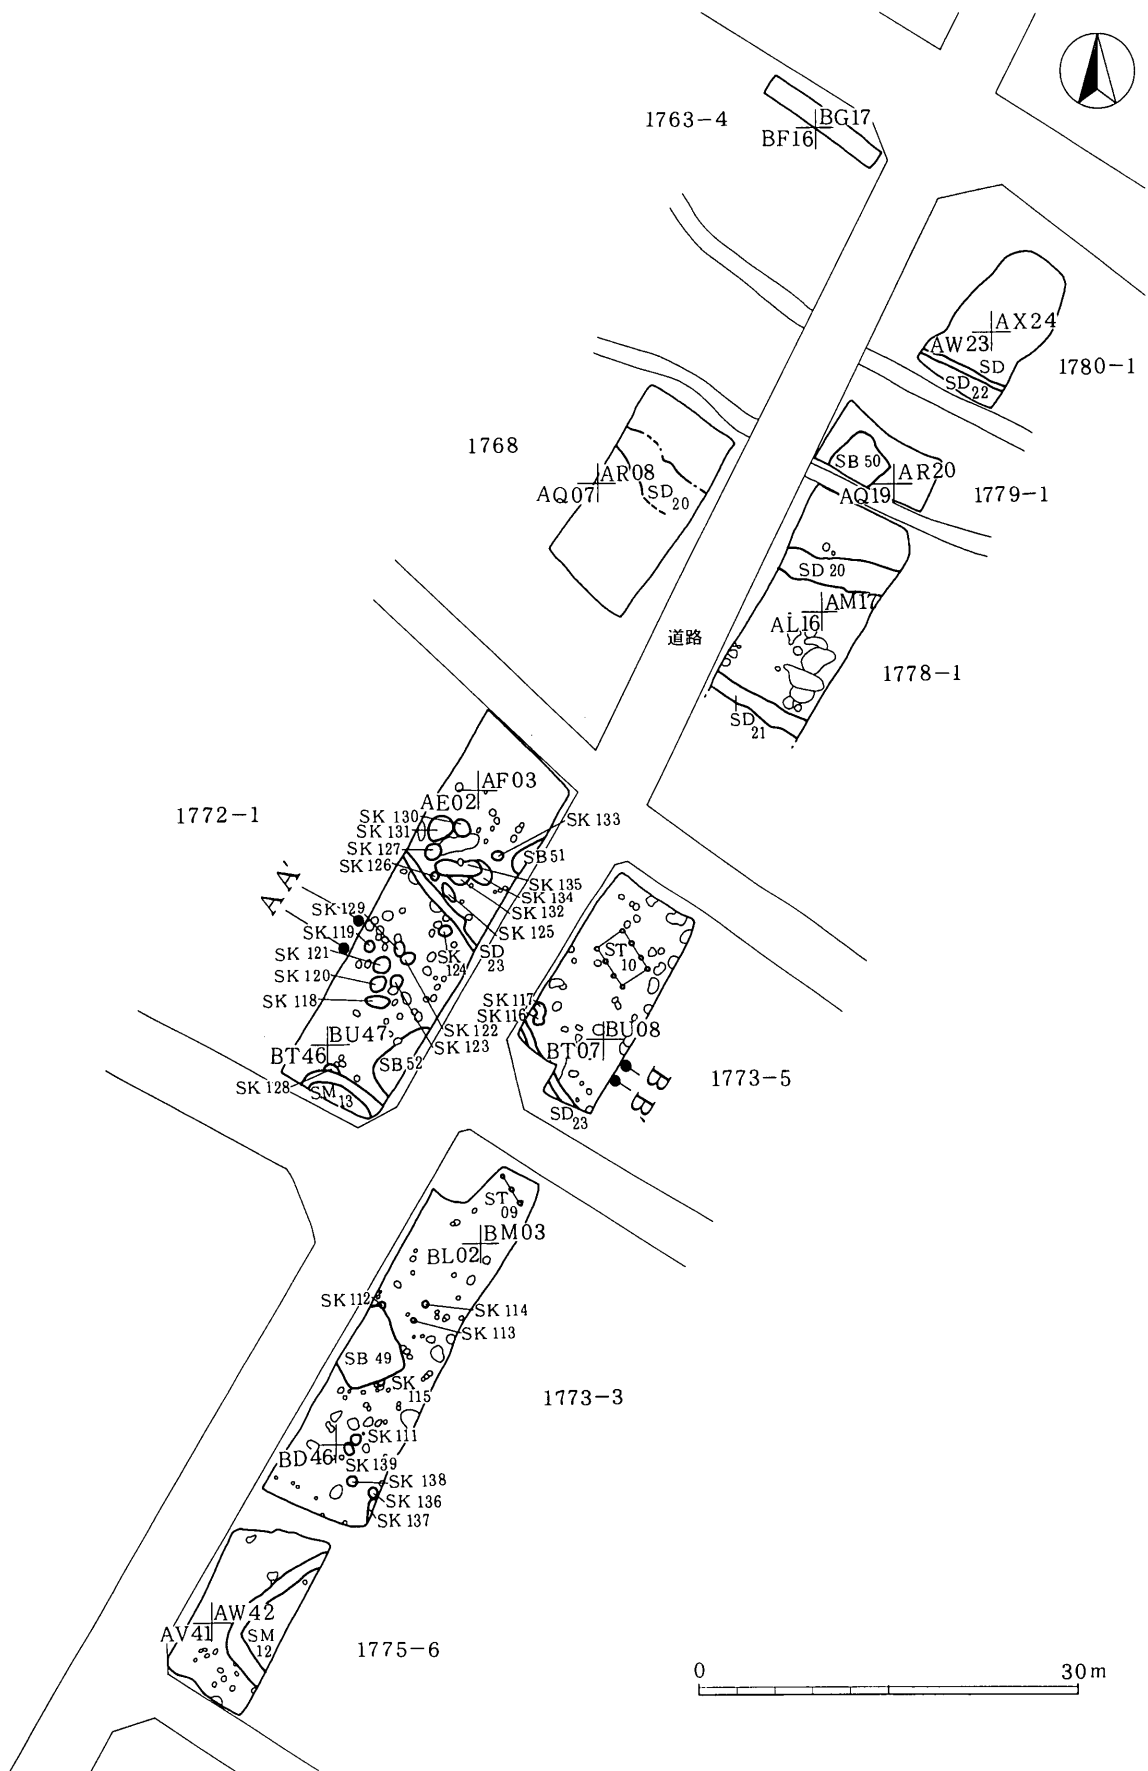 1763-4
BG17
BF16
AX24
AW23
SD
SD22
1780-1
1768
AR08
AQ07
SD20
SB50
AR20
AQ19
1779-1
SD20
AM17
AL16
道路
1778-1
SD21
1772-1
AF03
AE02
SK130
SK131
SK127
SK126
SK133
SB51
SK135
SK134
SK132
SK125
A A'
SK129
SK119
SK121
SK120
SK118
SK124
SD23
SK122
SK123
BU47
BT46
SB52
SK128
SM13
ST10
SK117
SK116
BU08
BT07
B B'
SD23
1773-5
ST09
BM03
BL02
SK112
SK114
SK113
SB49
SK115
1773-3
SK111
BD46
SK139
SK138
SK136
SK137
AW42
AV41
SM12
1775-6
0 30m